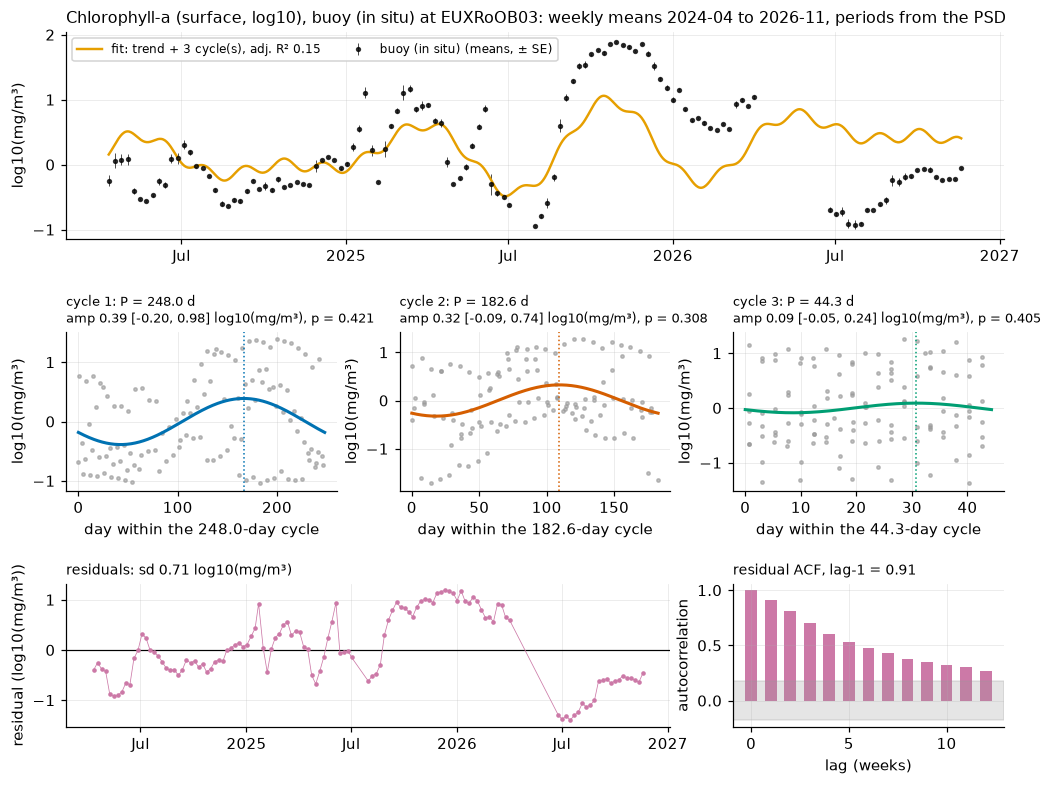 Chlorophyll-a (surface, log10), buoy (in situ) at EUXRoOB03: weekly means 2024-04 to 2026-11, periods from the PSD
fit: trend + 3 cycle(s), adj. R² 0.15
buoy (in situ) (means, ± SE)
log10(mg/m³)
2
1
0
−1
Jul
2025
Jul
2026
Jul
2027
cycle 1: P = 248.0 d
amp 0.39 [-0.20, 0.98] log10(mg/m³), p = 0.421
log10(mg/m³)
1
0
−1
0
100
200
day within the 248.0-day cycle
cycle 2: P = 182.6 d
amp 0.32 [-0.09, 0.74] log10(mg/m³), p = 0.308
log10(mg/m³)
1
0
−1
0
50
100
150
day within the 182.6-day cycle
cycle 3: P = 44.3 d
amp 0.09 [-0.05, 0.24] log10(mg/m³), p = 0.405
log10(mg/m³)
1
0
−1
0
10
20
30
40
day within the 44.3-day cycle
residuals: sd 0.71 log10(mg/m³)
residual (log10(mg/m³))
1
0
−1
Jul
2025
Jul
2026
Jul
2027
residual ACF, lag-1 = 0.91
autocorrelation
1.0
0.5
0.0
0
5
10
lag (weeks)